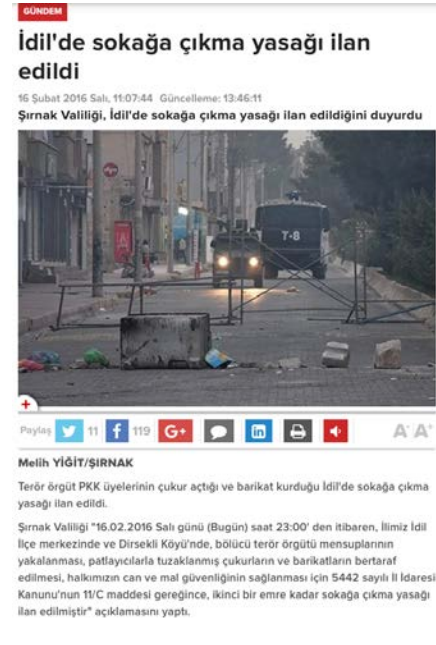 GÜNDEM
İdil'de sokağa çıkma yasağı ilan
edildi
16 Şubat 2016 Salı, 11:07:44 Güncelleme: 13:46:11
Şırnak Valiliği, İdil'de sokağa çıkma yasağı ilan edildiğini duyurdu
T-8
+
Paylaş 11 f 119 G+ in A- A+
Melih YİĞİT/ŞIRNAK
Terör örgüt PKK üyelerinin çukur açtığı ve barikat kurduğu İdil'de sokağa çıkma
yasağı ilan edildi.
Şırnak Valiliği "16.02.2016 Salı günü (Bugün) saat 23:00' den itibaren, İlimiz İdil
İlçe merkezinde ve Dirsekli Köyü'nde, bölücü terör örgütü mensuplarının
yakalanması, patlayıcılarla tuzaklanmış çukurların ve barikatların bertaraf
edilmesi, halkımızın can ve mal güvenliğinin sağlanması için 5442 sayılı İl İdaresi
Kanunu'nun 11/C maddesi gereğince, ikinci bir emre kadar sokağa çıkma yasağı
ilan edilmiştir" açıklamasını yaptı.